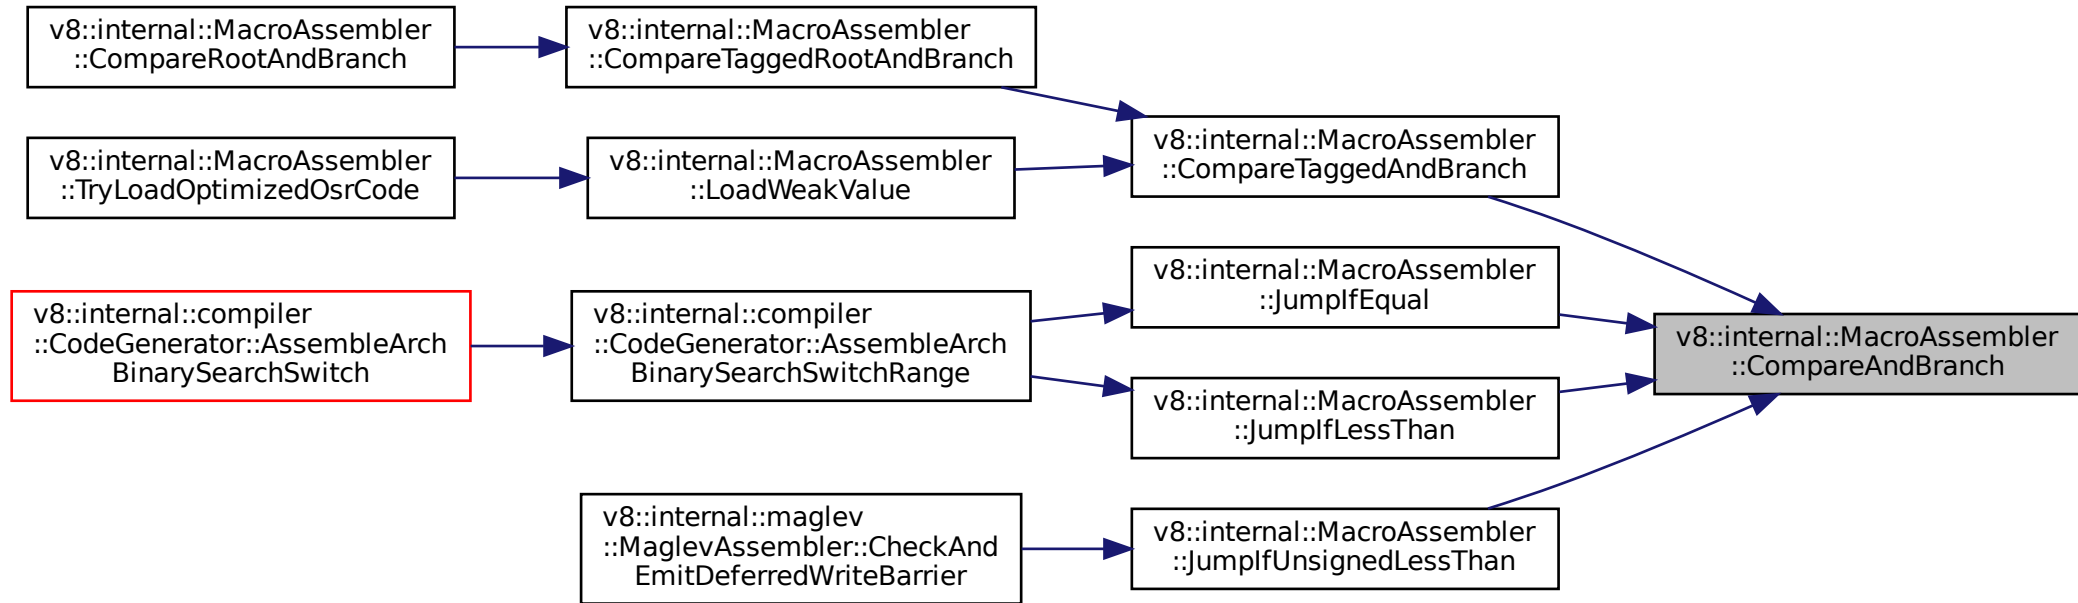 v8::internal::MacroAssembler
::CompareRootAndBranch
v8::internal::MacroAssembler
::CompareTaggedRootAndBranch
v8::internal::MacroAssembler
::CompareTaggedAndBranch
v8::internal::MacroAssembler
::TryLoadOptimizedOsrCode
v8::internal::MacroAssembler
::LoadWeakValue
v8::internal::MacroAssembler
::JumpIfEqual
v8::internal::compiler
::CodeGenerator::AssembleArch
BinarySearchSwitch
v8::internal::compiler
::CodeGenerator::AssembleArch
BinarySearchSwitchRange
v8::internal::MacroAssembler
::CompareAndBranch
v8::internal::MacroAssembler
::JumpIfLessThan
v8::internal::maglev
::MaglevAssembler::CheckAnd
EmitDeferredWriteBarrier
v8::internal::MacroAssembler
::JumpIfUnsignedLessThan